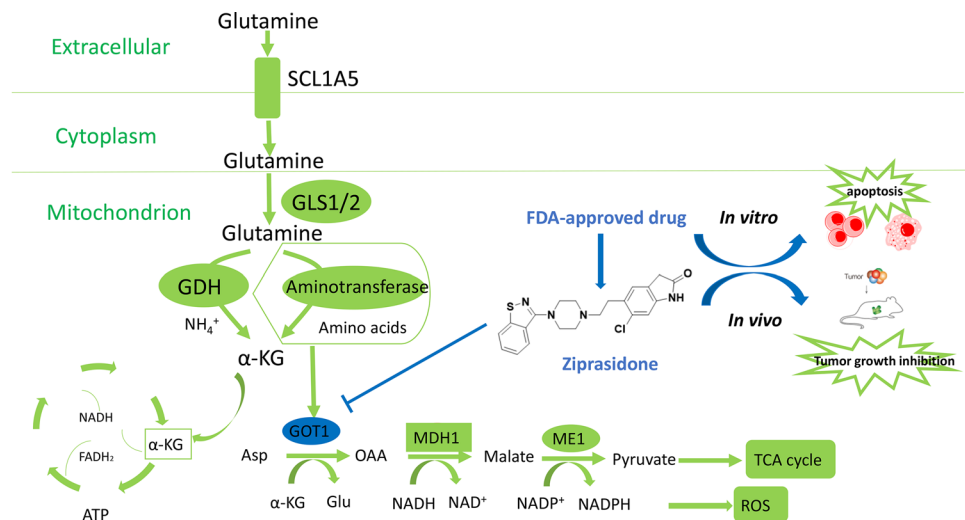 Glutamine
Extracellular
SCL1A5
Cytoplasm
Glutamine
Mitochondrion
GLS1/2
Glutamine
GDH
Aminotransferase
NH₄⁺
Amino acids
α-KG
FDA-approved drug
In vitro
apoptosis
S
N
N
N
O
NH
Cl
Ziprasidone
In vivo
Tumor
Tumor growth inhibition
NADH
α-KG
FADH₂
ATP
GOT1
Asp
OAA
MDH1
Malate
ME1
Pyruvate
TCA cycle
α-KG
Glu
NADH
NAD⁺
NADP⁺
NADPH
ROS